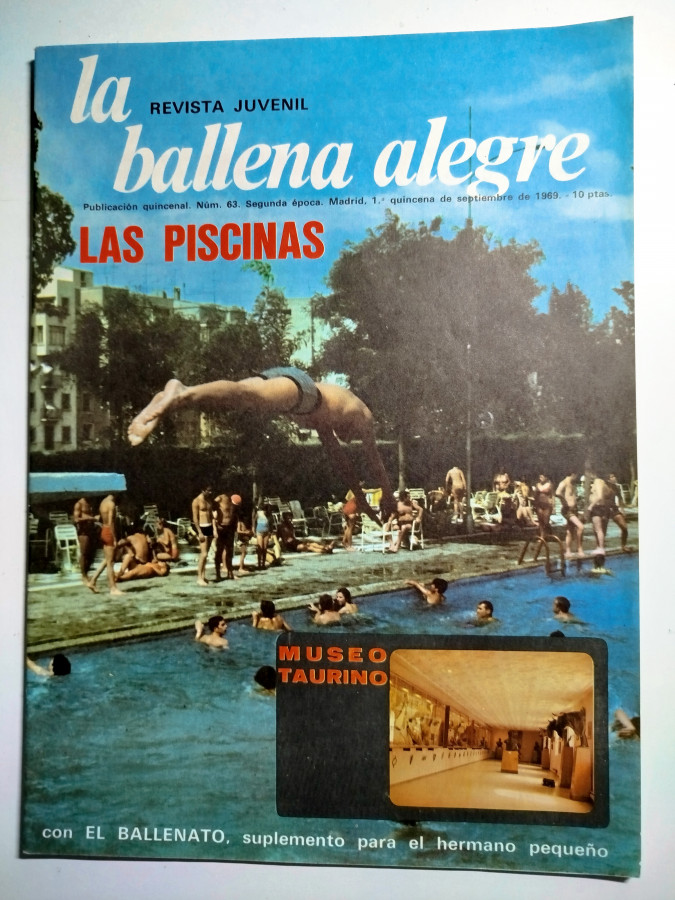 la
REVISTA JUVENIL
ballena alegre
Publicación quincenal. Núm. 63. Segunda época. Madrid, 1.ª quincena de septiembre de 1969. - 10 ptas.
LAS PISCINAS
MUSEO
TAURINO
con EL BALLENATO, suplemento para el hermano pequeño